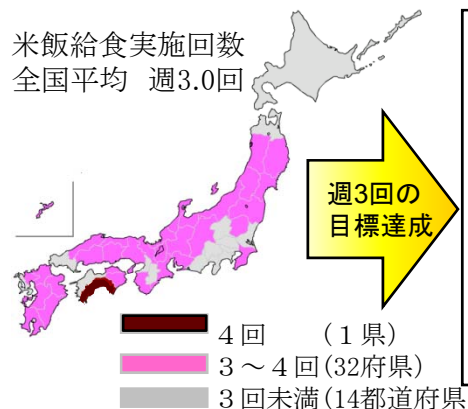 米飯給食実施回数
全国平均 週3.0回
週3回の
目標達成
4回 (1県)
3~4回(32府県)
3回未満(14都道府県